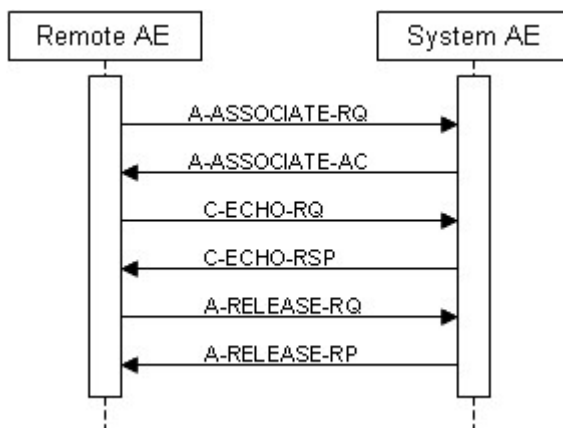 Remote AE
System AE
A-ASSOCIATE-RQ
A-ASSOCIATE-AC
C-ECHO-RQ
C-ECHO-RSP
A-RELEASE-RQ
A-RELEASE-RP